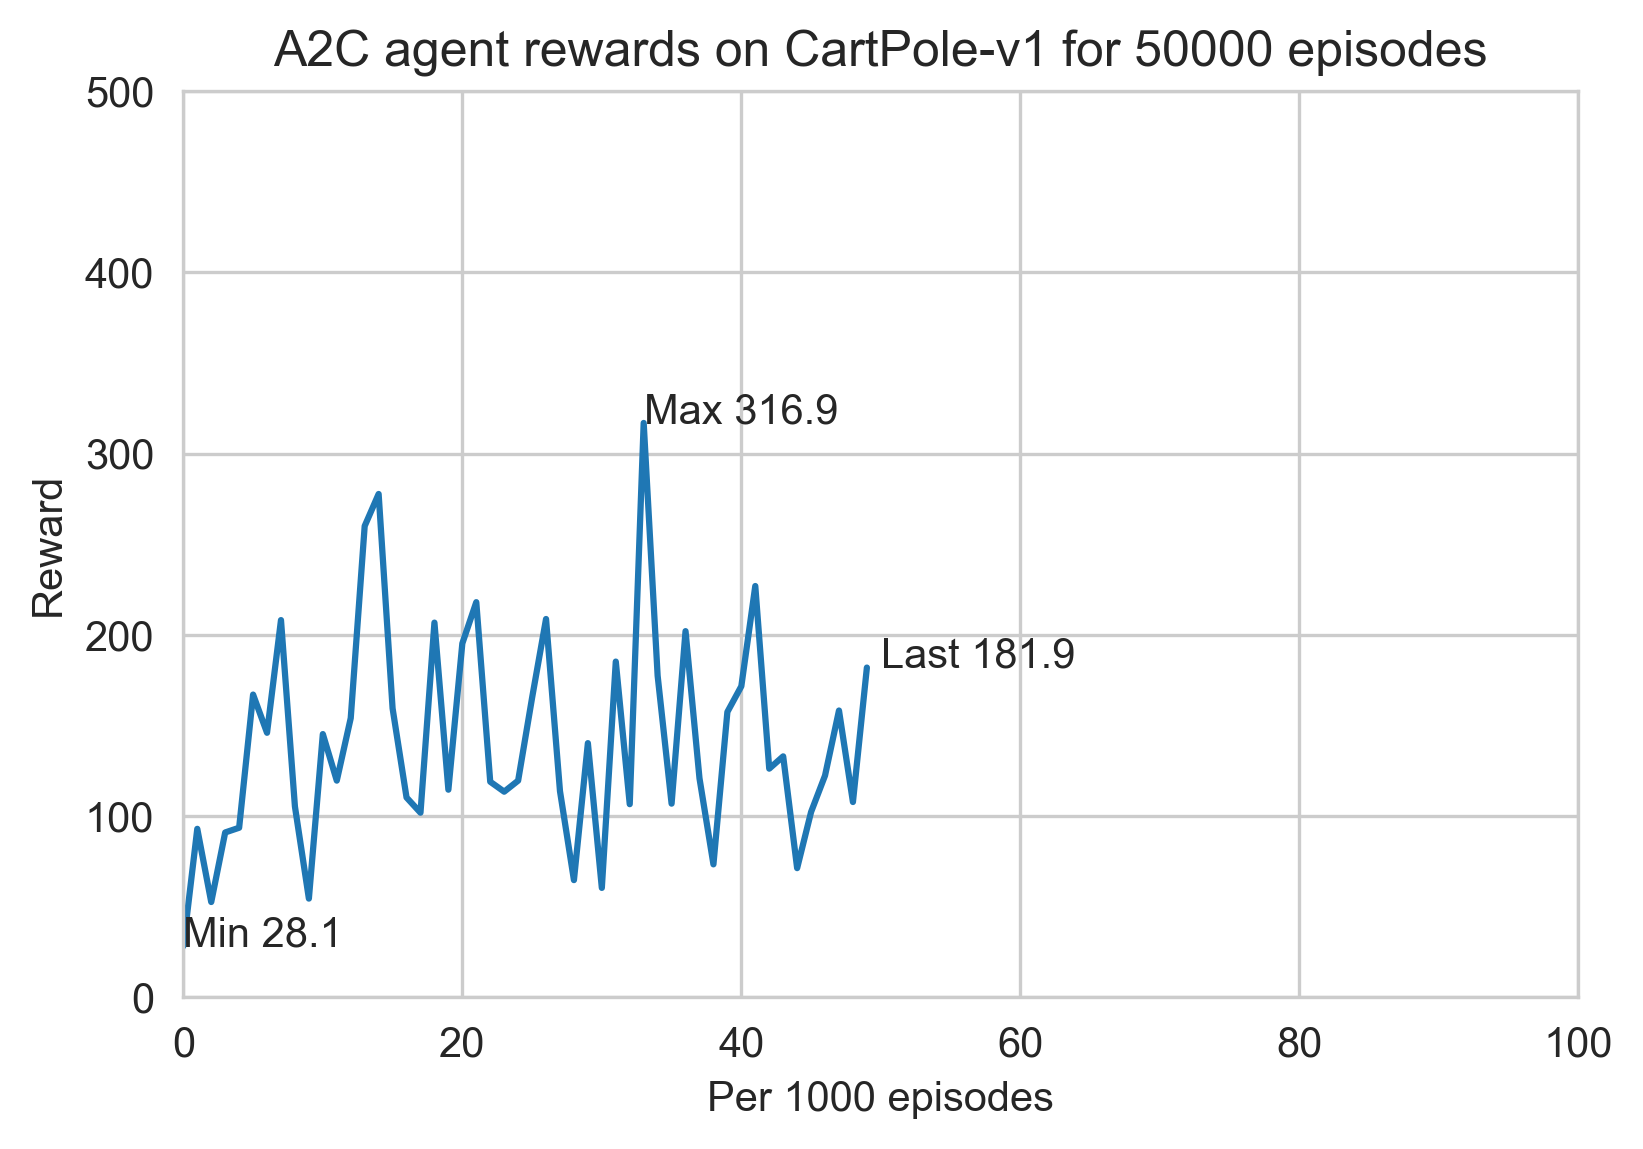 A2C agent rewards on CartPole-v1 for 50000 episodes
500
400
Max 316.9
300
Reward
200
Last 181.9
100
Min 28.1
0
0 20 40 60 80 100
Per 1000 episodes